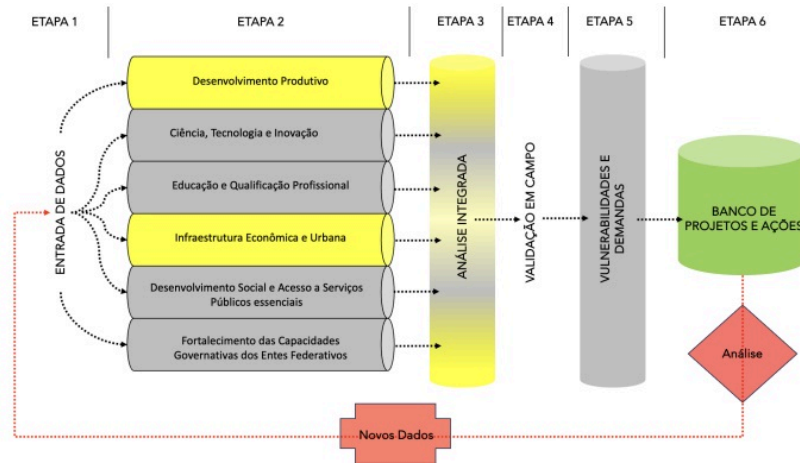 ETAPA 1
ETAPA 2
ETAPA 3
ETAPA 4
ETAPA 5
ETAPA 6
ENTRADA DE DADOS
Desenvolvimento Produtivo
Ciência, Tecnologia e Inovação
Educação e Qualificação Profissional
Infraestrutura Econômica e Urbana
Desenvolvimento Social e Acesso a Serviços
Públicos essenciais
Fortalecimento das Capacidades
Governativas dos Entes Federativos
ANÁLISE INTEGRADA
VALIDAÇÃO EM CAMPO
VULNERABILIDADES E
DEMANDAS
BANCO DE
PROJETOS E AÇÕES
Análise
Novos Dados